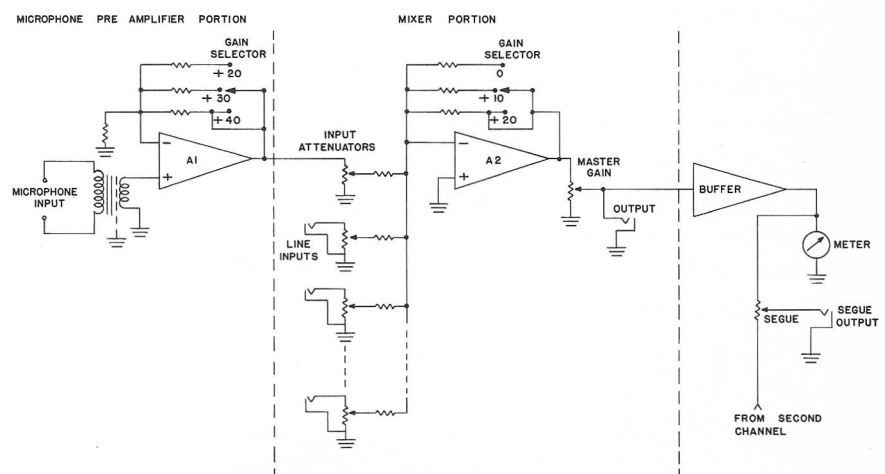 MICROPHONE PRE AMPLIFIER PORTION
MIXER PORTION
GAIN
SELECTOR
+ 20
+ 30
+ 40
−
+
A1
MICROPHONE
INPUT
INPUT
ATTENUATORS
LINE
INPUTS
GAIN
SELECTOR
0
+ 10
+ 20
−
+
A2
MASTER
GAIN
OUTPUT
BUFFER
METER
SEGUE
SEGUE
OUTPUT
FROM SECOND
CHANNEL